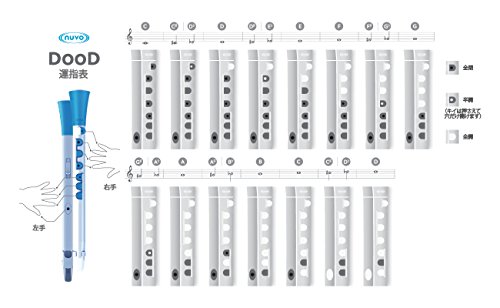 nuvo
DooD
運指表
右手
左手
C C♯ D♭ D D♯ E♭ E F F♯ G♭ G
G♯ A♭ A A♯ B♭ B C C♯ D♭ D
全閉
半開
(キイは押さえて
穴だけ開けます)
全開